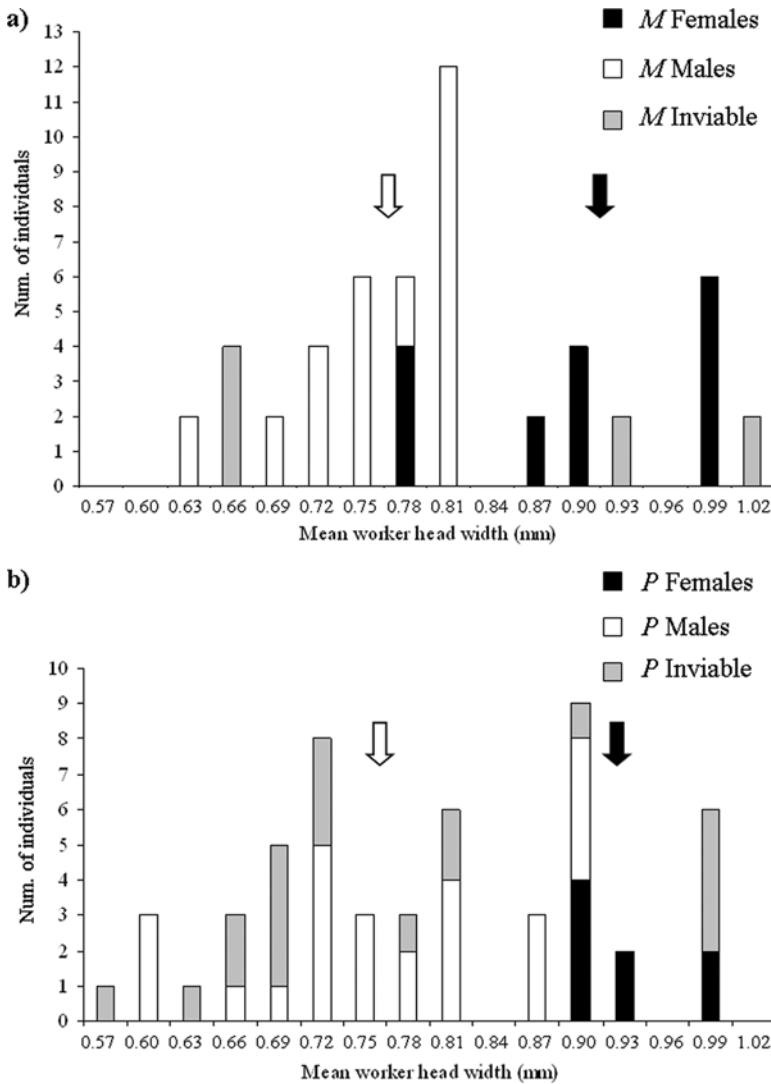 a)
M Females
M Males
M Inviable
Num. of individuals
13
12
11
10
9
8
7
6
5
4
3
2
1
0
0.57 0.60 0.63 0.66 0.69 0.72 0.75 0.78 0.81 0.84 0.87 0.90 0.93 0.96 0.99 1.02
Mean worker head width (mm)
b)
P Females
P Males
P Inviable
Num. of individuals
10
9
8
7
6
5
4
3
2
1
0
0.57 0.60 0.63 0.66 0.69 0.72 0.75 0.78 0.81 0.84 0.87 0.90 0.93 0.96 0.99 1.02
Mean worker head width (mm)